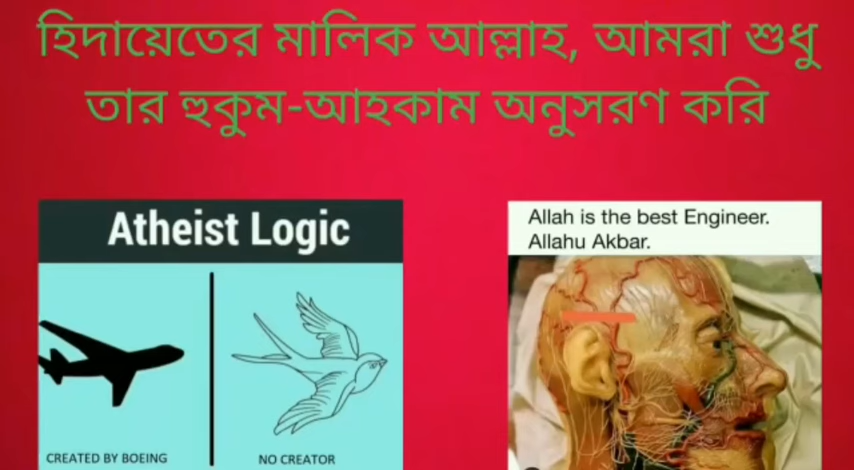 হিদায়েতের মালিক আল্লাহ, আমরা শুধু
তার হুকুম-আহকাম অনুসরণ করি
Atheist Logic
CREATED BY BOEING
NO CREATOR
Allah is the best Engineer.
Allahu Akbar.